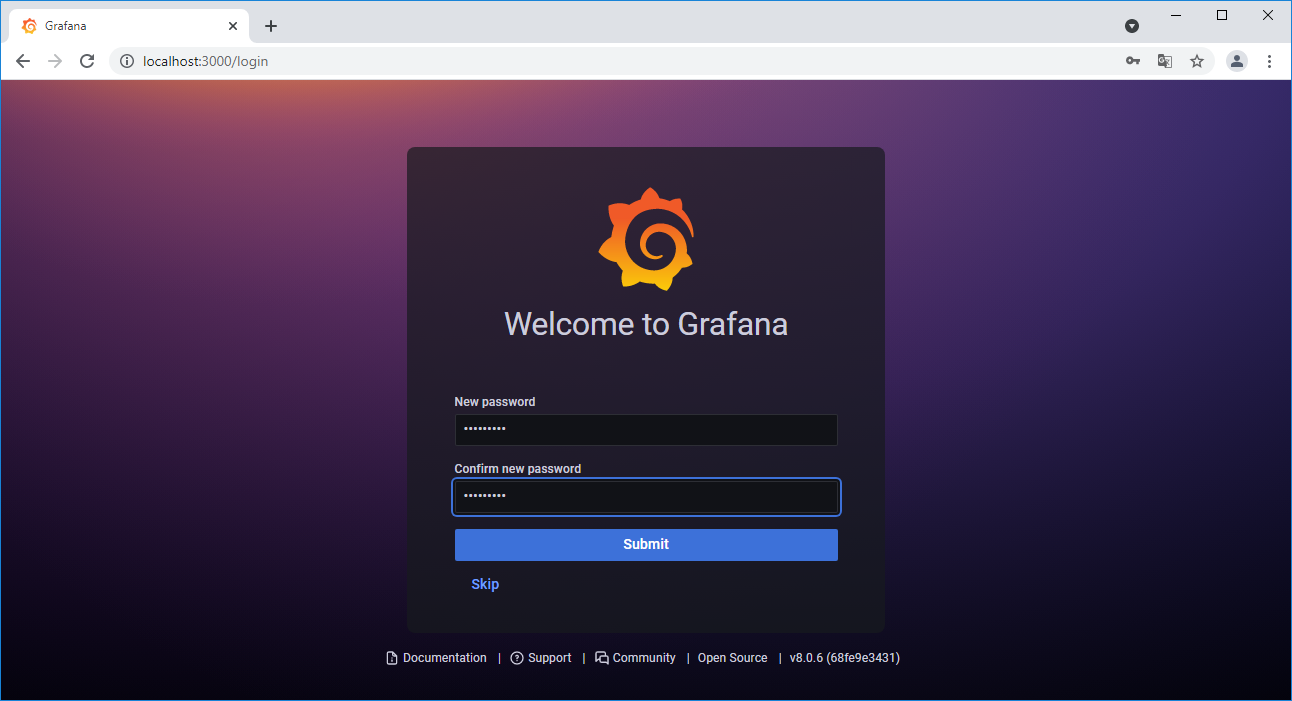 Grafana
localhost:3000/login
Welcome to Grafana
New password
•••••••••
Confirm new password
•••••••••
Submit
Skip
Documentation | Support | Community | Open Source | v8.0.6 (68fe9e3431)